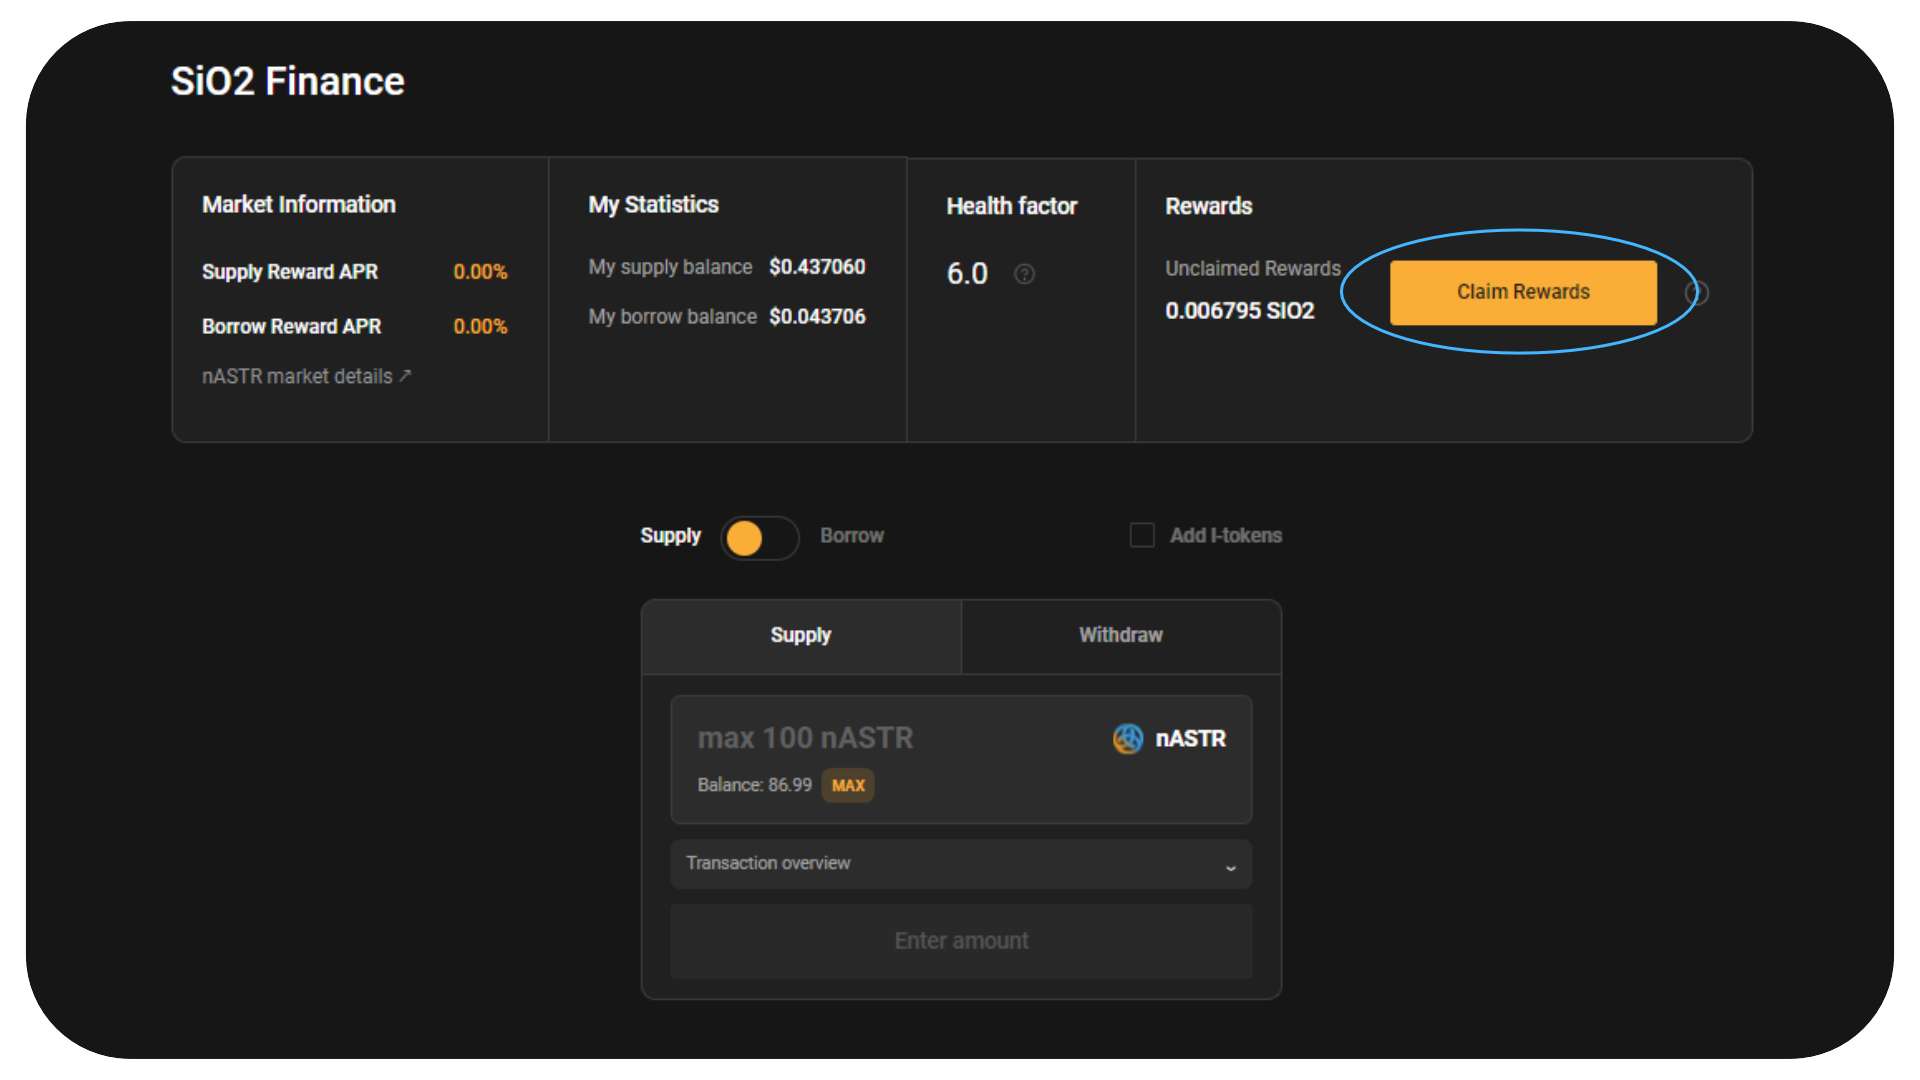 SiO2 Finance
Market Information
Supply Reward APR 0.00%
Borrow Reward APR 0.00%
nASTR market details ↗
My Statistics
My supply balance $0.437060
My borrow balance $0.043706
Health factor
6.0 ?
Rewards
Unclaimed Rewards
0.006795 SIO2
Claim Rewards
?
Supply Borrow
Add I-tokens
Supply Withdraw
max 100 nASTR nASTR
Balance: 86.99 MAX
Transaction overview
Enter amount